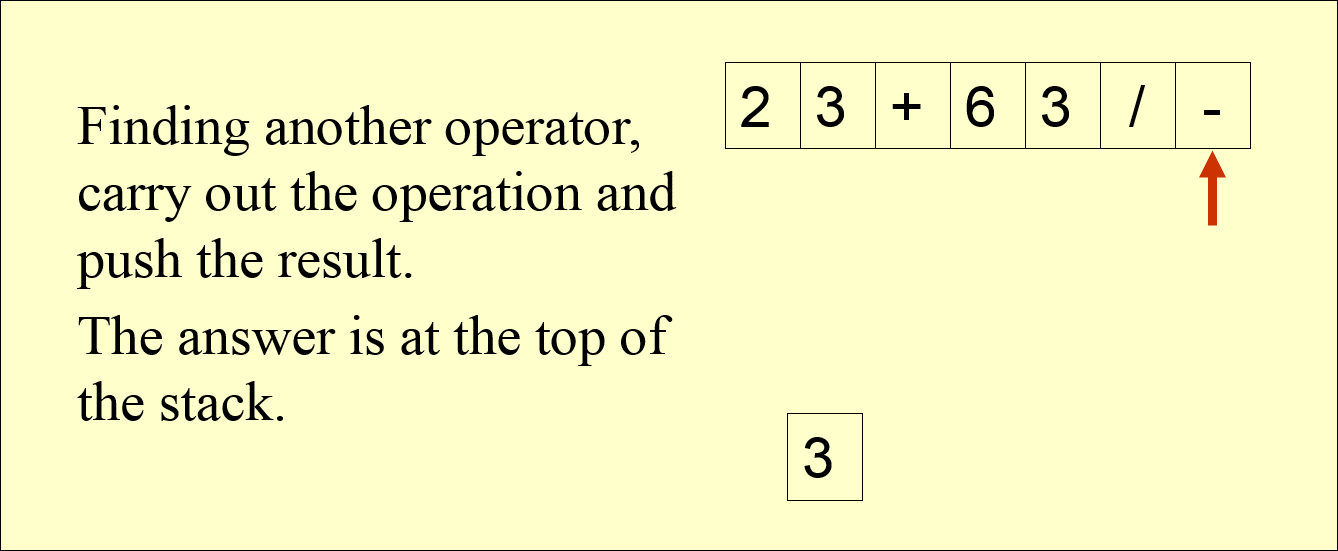 2 3 + 6 3 / -
Finding another operator,
carry out the operation and
push the result.
The answer is at the top of
the stack.
3